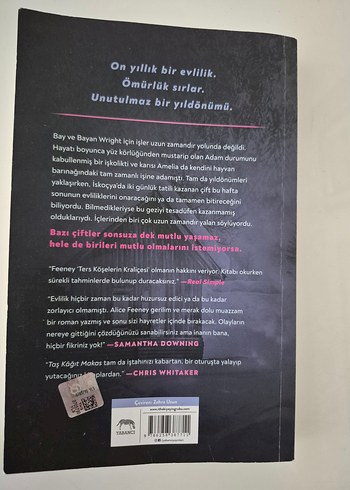 On yıllık bir evlilik.
Ömürlük sırlar.
Unutulmaz bir yıldönümü.
Bay ve Bayan Wright için işler uzun zamandır yolunda değildi.
Hayatı boyunca yüz körlüğünden mustarip olan Adam durumunu
kabullenmiş bir işkolikti ve karısı Amelia da kendini hayvan
barınağındaki tam zamanlı işine adamıştı. Tam da yıldönümleri
yaklaşırken, İskoçya'da iki günlük tatili kazanan çift bu hafta
sonunun evliliklerini onaracağını ya da tamamen bitireceğini
biliyordu. Bilmedikleriyse bu geziyi tesadüfen kazanmamış
olduklarıydı. İçlerinden biri çok uzun zamandır yalan söylüyordu.
Bazı çiftler sonsuza dek mutlu yaşamaz,
hele de birileri mutlu olmalarını istemiyorsa.
"Feeney 'Ters Köşelerin Kraliçesi' olmanın hakkını veriyor. Kitabı okurken
sürekli tahminlerde bulunup duracaksınız." —Real Simple
"Evlilik hiçbir zaman bu kadar huzursuz edici ya da bu kadar
zorlayıcı olmamıştı. Alice Feeney gerilim ve merak dolu muazzam
bir roman yazmış ve sonu sizi hayretler içinde bırakacak. Olayların
nereye gittiğini çözdüğünüzü sanabilirsiniz ama inanın bana,
hiçbir fikriniz yok!" —SAMANTHA DOWNING
"Taş Kâğıt Makas tam da iştahınızı kabartan, bir oturuşta yalayıp
yutacağınız kitaplardan." —CHRIS WHITAKER
Çeviren: Zehra Uzun
YABANCI